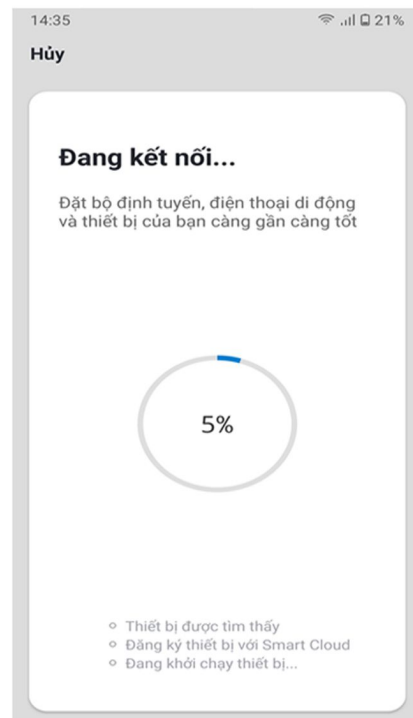 14:35 21%
Hủy
Đang kết nối...
Đặt bộ định tuyến, điện thoại di động
và thiết bị của bạn càng gần càng tốt
5%
Thiết bị được tìm thấy
Đăng ký thiết bị với Smart Cloud
Đang khởi chạy thiết bị...